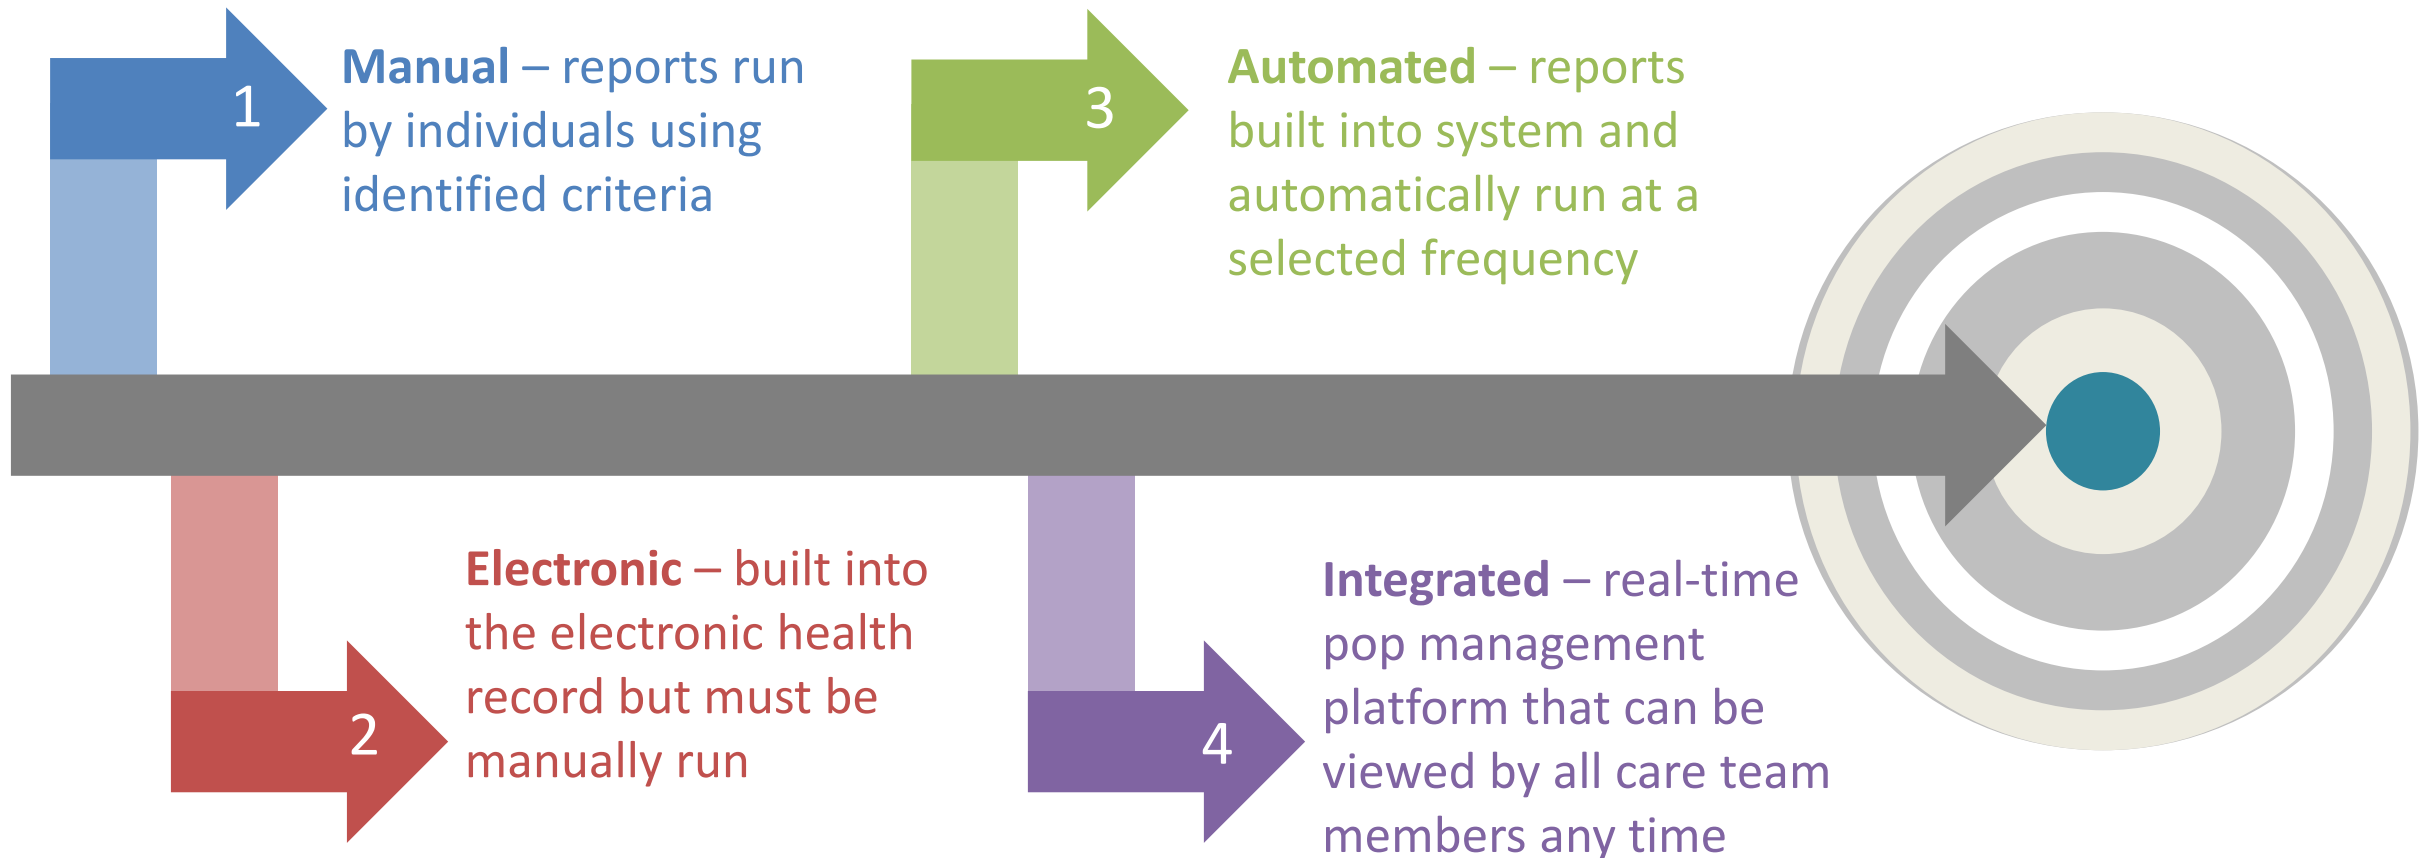 1
Manual – reports run
by individuals using
identified criteria
2
Electronic – built into
the electronic health
record but must be
manually run
3
Automated – reports
built into system and
automatically run at a
selected frequency
4
Integrated – real-time
pop management
platform that can be
viewed by all care team
members any time